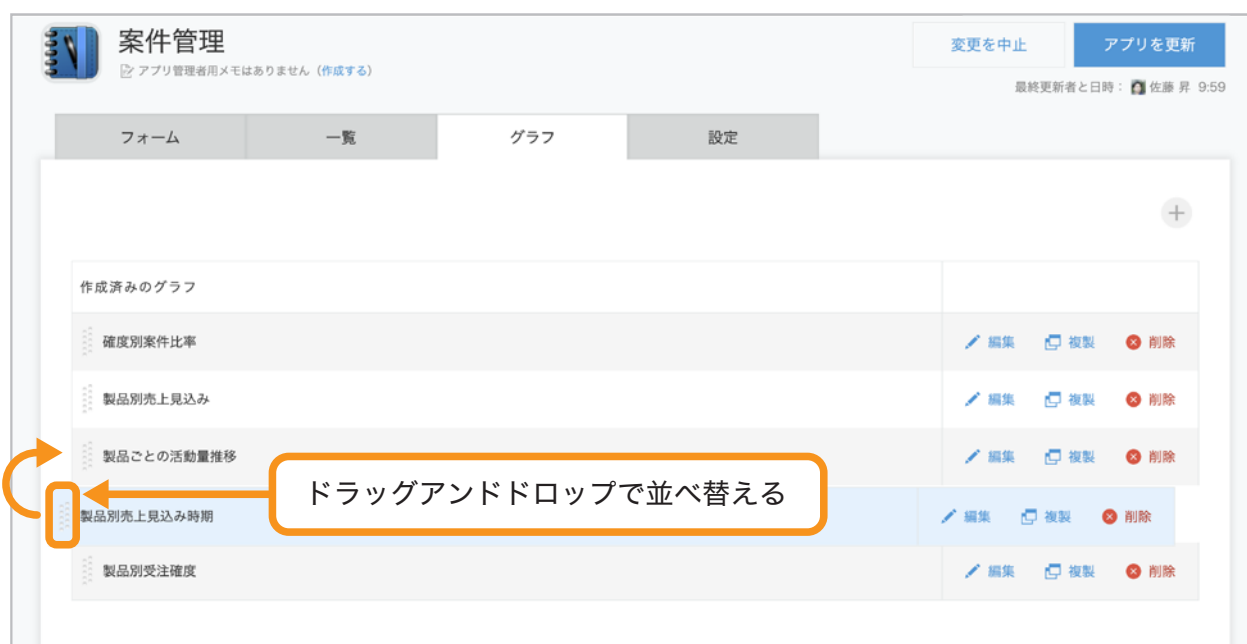 案件管理
アプリ管理者用メモはありません（作成する）
変更を中止
アプリを更新
最終更新者と日時： 佐藤 昇 9:59
フォーム
一覧
グラフ
設定
作成済みのグラフ
確度別案件比率 編集 複製 削除
製品別売上見込み 編集 複製 削除
製品ごとの活動量推移 編集 複製 削除
ドラッグアンドドロップで並べ替える
製品別売上見込み時期 編集 複製 削除
製品別受注確度 編集 複製 削除